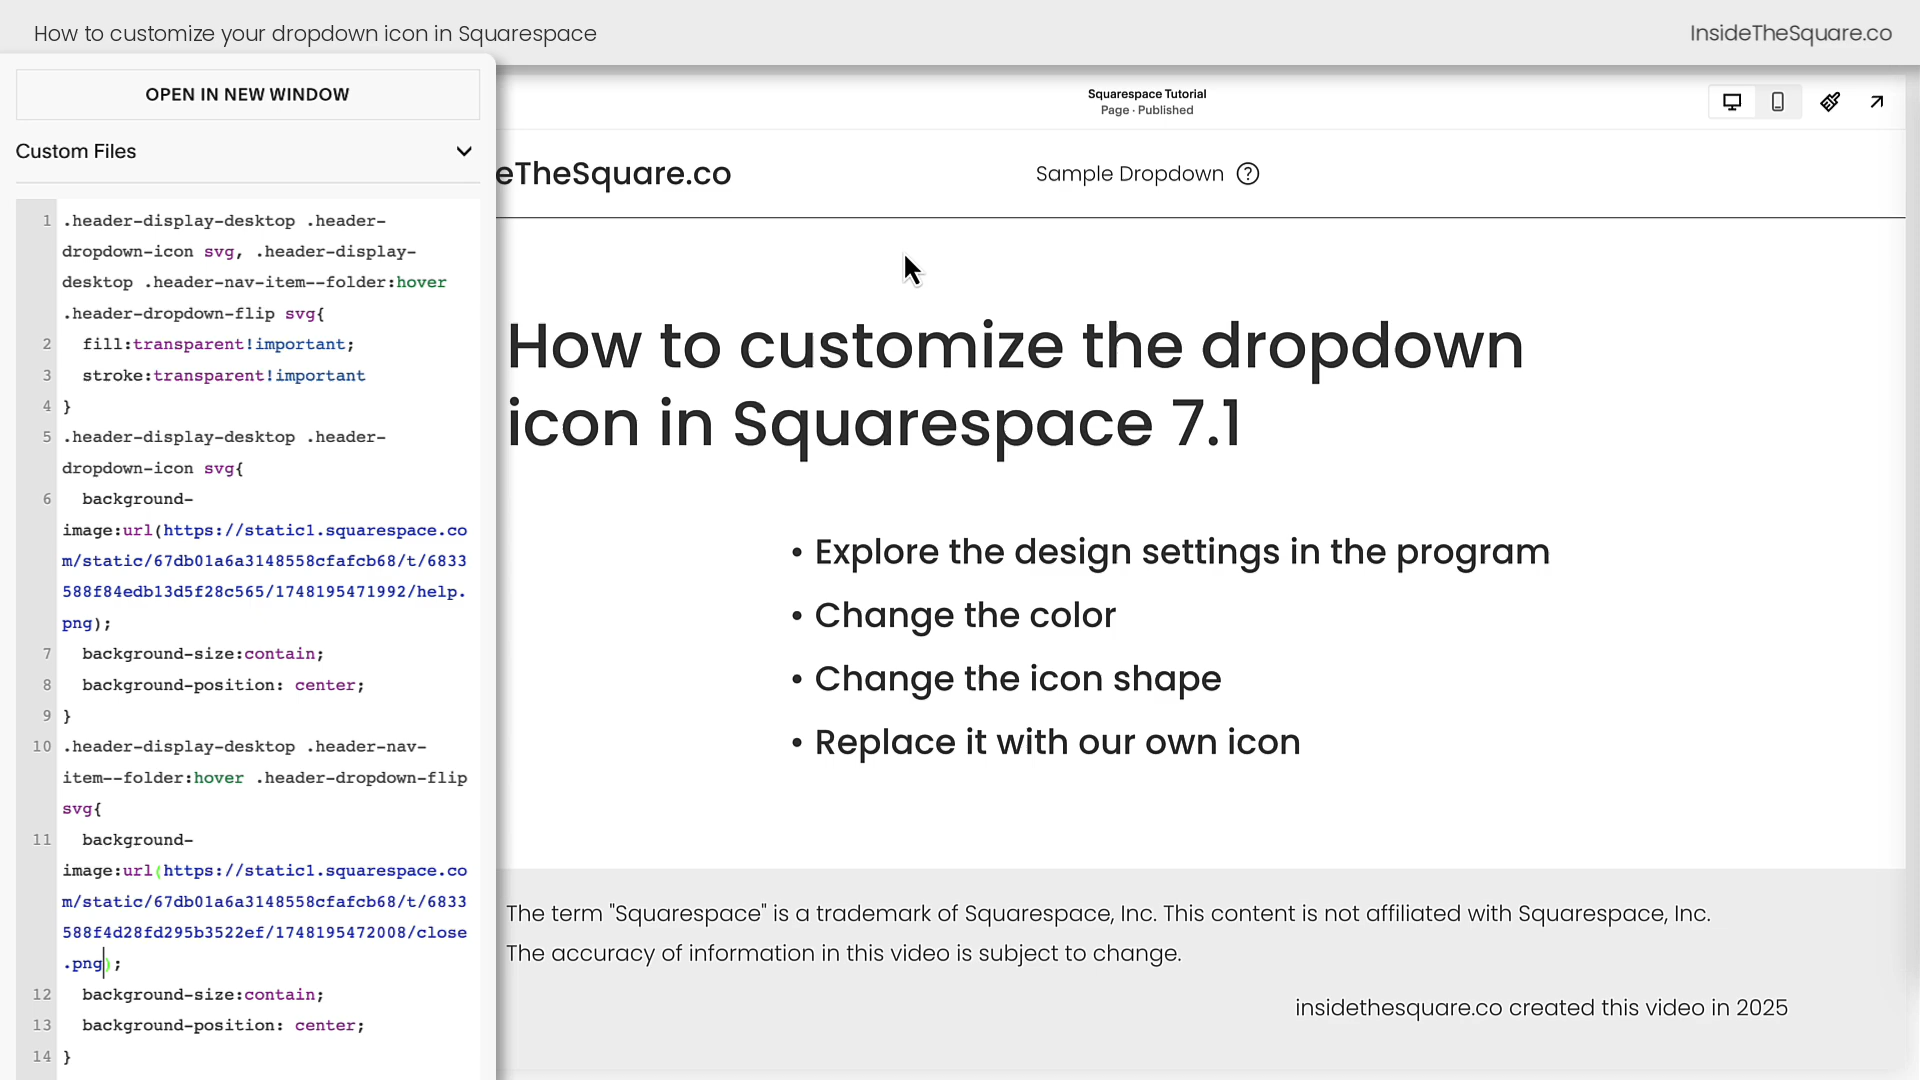 How to customize your dropdown icon in Squarespace
InsideTheSquare.co
OPEN IN NEW WINDOW
Custom Files
1 .header-display-desktop .header-
dropdown-icon svg, .header-display-
desktop .header-nav-item--folder:hover
.header-dropdown-flip svg{
2 fill:transparent!important;
3 stroke:transparent!important
4 }
5 .header-display-desktop .header-
dropdown-icon svg{
6 background-
image:url(https://static1.squarespace.co
m/static/67db01a6a3148558cfafcb68/t/6833
588f84edb13d5f28c565/1748195471992/help.
png);
7 background-size:contain;
8 background-position: center;
9 }
10 .header-display-desktop .header-nav-
item--folder:hover .header-dropdown-flip
svg{
11 background-
image:url(https://static1.squarespace.co
m/static/67db01a6a3148558cfafcb68/t/6833
588f4d28fd295b3522ef/1748195472008/close
.png);
12 background-size:contain;
13 background-position: center;
14 }
Squarespace Tutorial
Page · Published
eTheSquare.co
Sample Dropdown ?
How to customize the dropdown
icon in Squarespace 7.1
• Explore the design settings in the program
• Change the color
• Change the icon shape
• Replace it with our own icon
The term "Squarespace" is a trademark of Squarespace, Inc. This content is not affiliated with Squarespace, Inc.
The accuracy of information in this video is subject to change.
insidethesquare.co created this video in 2025